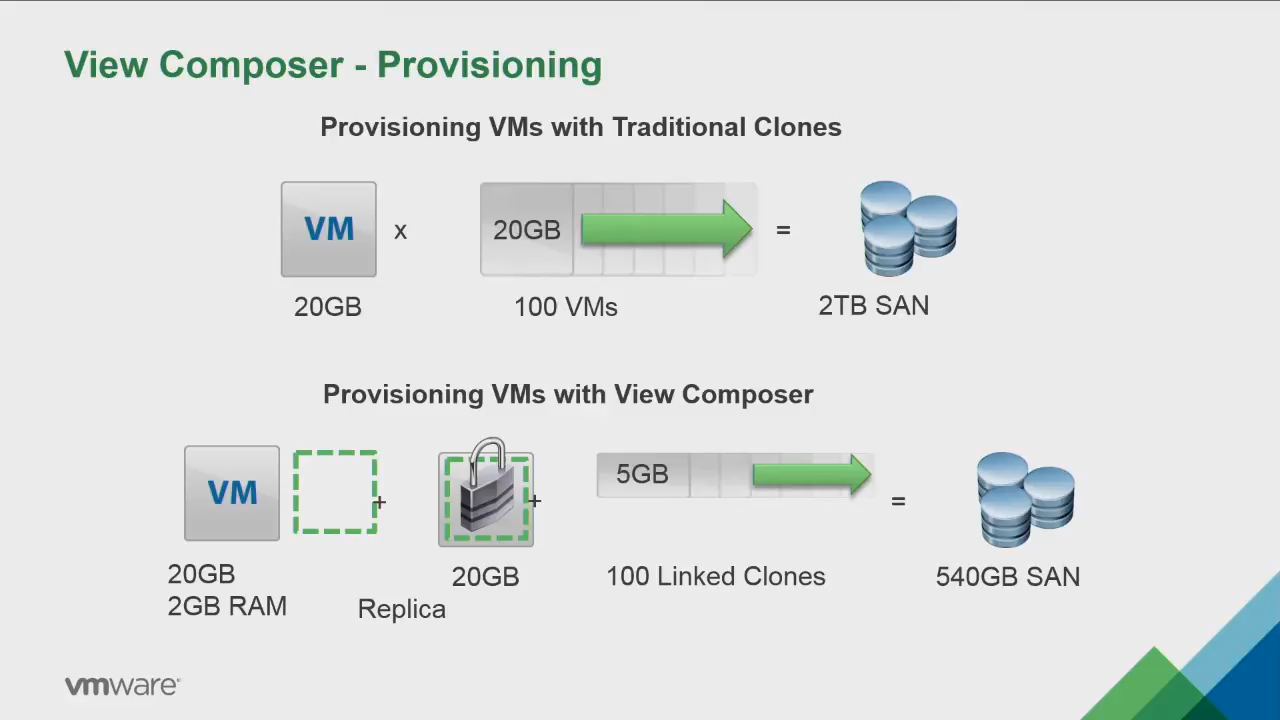 View Composer - Provisioning
Provisioning VMs with Traditional Clones
VM
x
20GB
=
20GB
100 VMs
2TB SAN
Provisioning VMs with View Composer
VM
+
+
5GB
=
20GB
2GB RAM
Replica
20GB
100 Linked Clones
540GB SAN
vmware